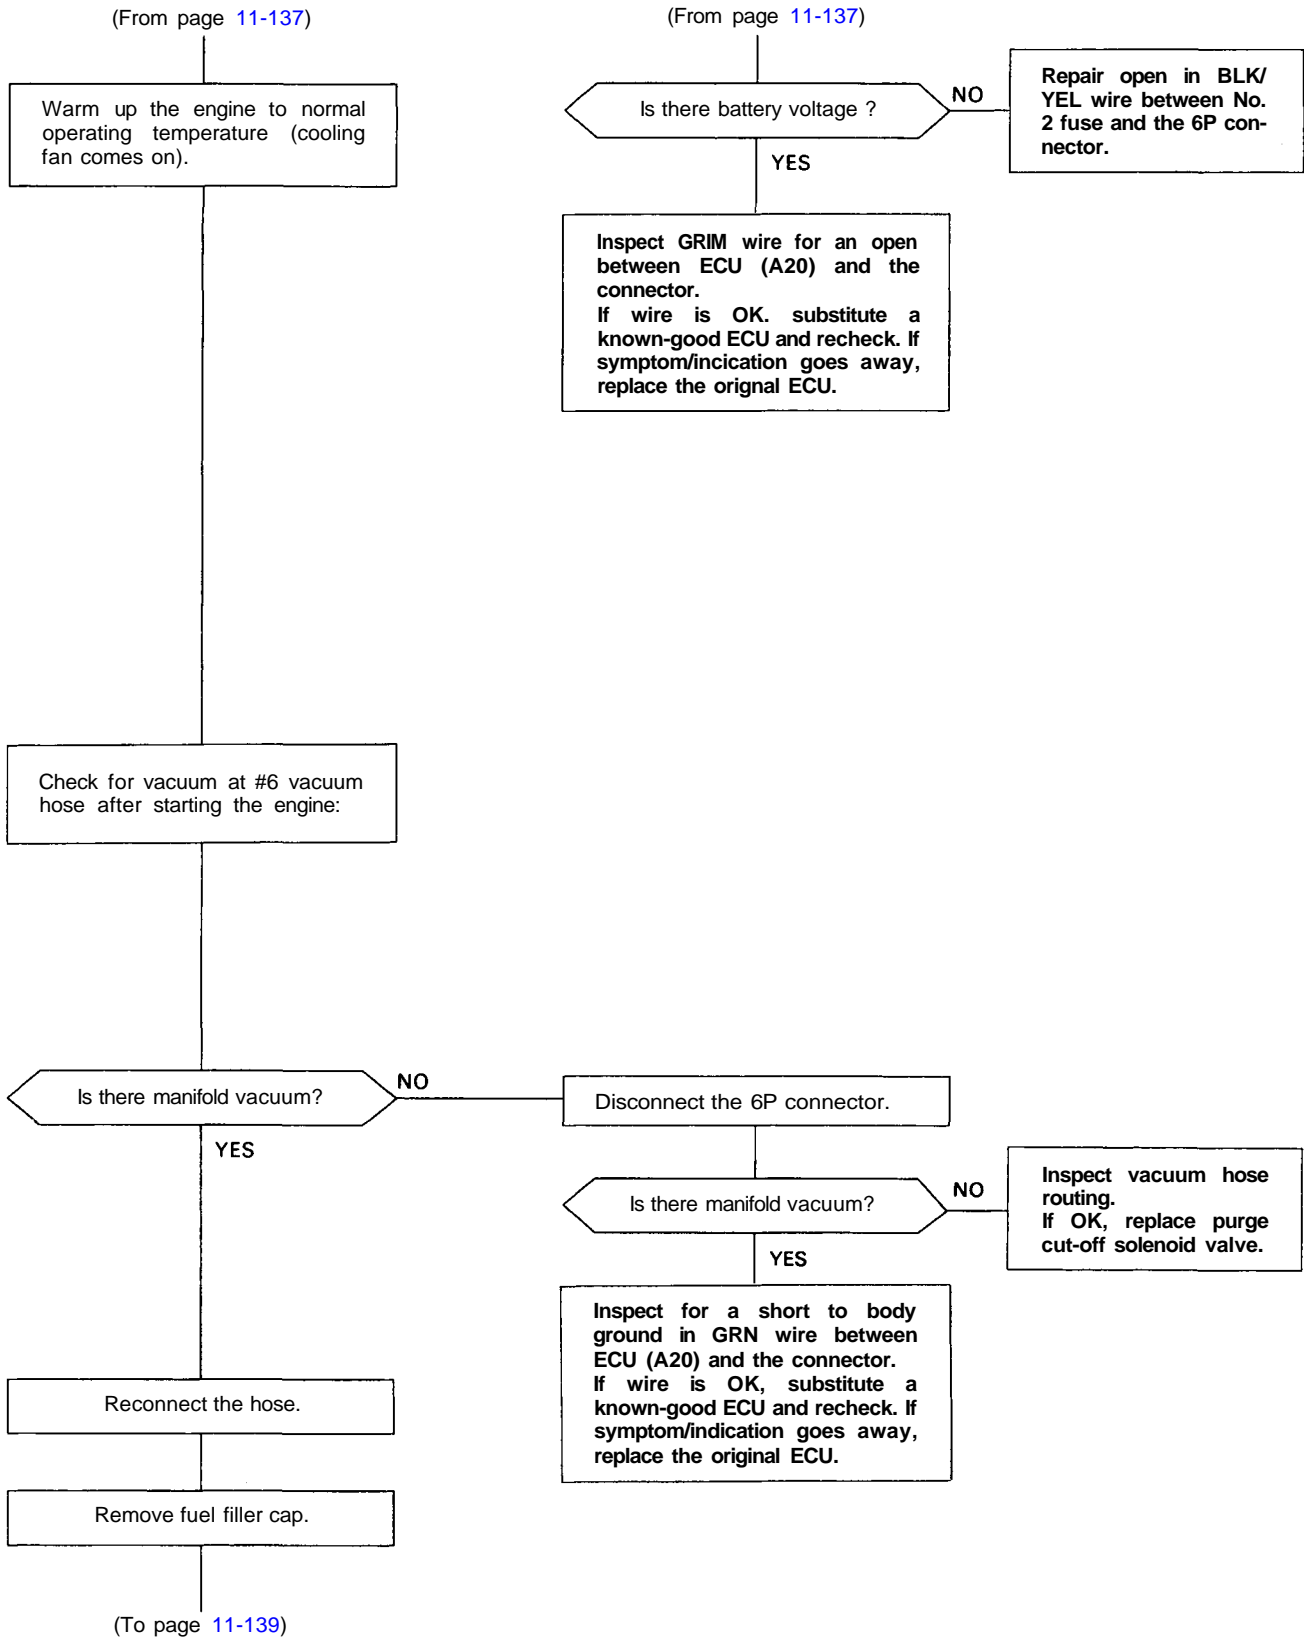 (From page 11-137)
Warm up the engine to normal
operating temperature (cooling
fan comes on).
Check for vacuum at #6 vacuum
hose after starting the engine:
Is there manifold vacuum?
NO
YES
Reconnect the hose.
Remove fuel filler cap.
(To page 11-139)
(From page 11-137)
Is there battery voltage ?
NO
YES
Repair open in BLK/
YEL wire between No.
2 fuse and the 6P con-
nector.
Inspect GRIM wire for an open
between ECU (A20) and the
connector.
If wire is OK. substitute a
known-good ECU and recheck. If
symptom/incication goes away,
replace the orignal ECU.
Disconnect the 6P connector.
Is there manifold vacuum?
NO
YES
Inspect vacuum hose
routing.
If OK, replace purge
cut-off solenoid valve.
Inspect for a short to body
ground in GRN wire between
ECU (A20) and the connector.
If wire is OK, substitute a
known-good ECU and recheck. If
symptom/indication goes away,
replace the original ECU.